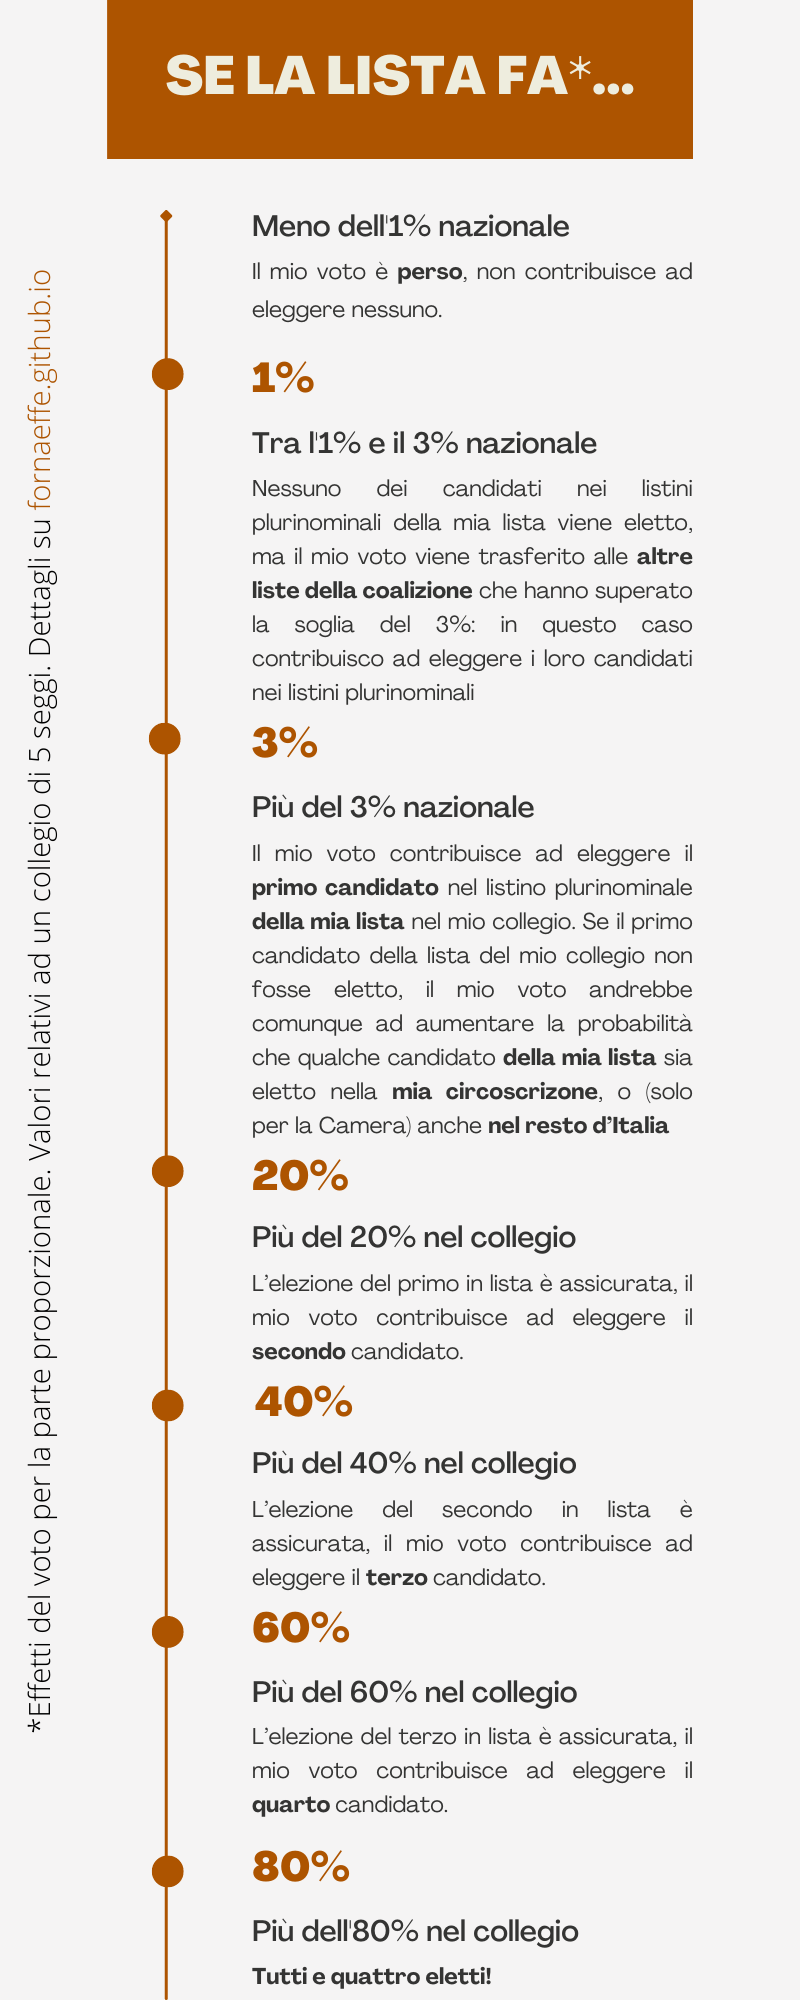 SE LA LISTA FA*...
Meno dell'1% nazionale
Il mio voto è perso, non contribuisce ad
eleggere nessuno.
1%
Tra l'1% e il 3% nazionale
Nessuno dei candidati nei listini
plurinominali della mia lista viene eletto,
ma il mio voto viene trasferito alle altre
liste della coalizione che hanno superato
la soglia del 3%: in questo caso
contribuisco ad eleggere i loro candidati
nei listini plurinominali
3%
Più del 3% nazionale
Il mio voto contribuisce ad eleggere il
primo candidato nel listino plurinominale
della mia lista nel mio collegio. Se il primo
candidato della lista del mio collegio non
fosse eletto, il mio voto andrebbe
comunque ad aumentare la probabilità
che qualche candidato della mia lista sia
eletto nella mia circoscrizone, o (solo
per la Camera) anche nel resto d’Italia
20%
Più del 20% nel collegio
L’elezione del primo in lista è assicurata, il
mio voto contribuisce ad eleggere il
secondo candidato.
40%
Più del 40% nel collegio
L’elezione del secondo in lista è
assicurata, il mio voto contribuisce ad
eleggere il terzo candidato.
60%
Più del 60% nel collegio
L’elezione del terzo in lista è assicurata, il
mio voto contribuisce ad eleggere il
quarto candidato.
80%
Più dell'80% nel collegio
Tutti e quattro eletti!
*Effetti del voto per la parte proporzionale. Valori relativi ad un collegio di 5 seggi. Dettagli su fornaeffe.github.io